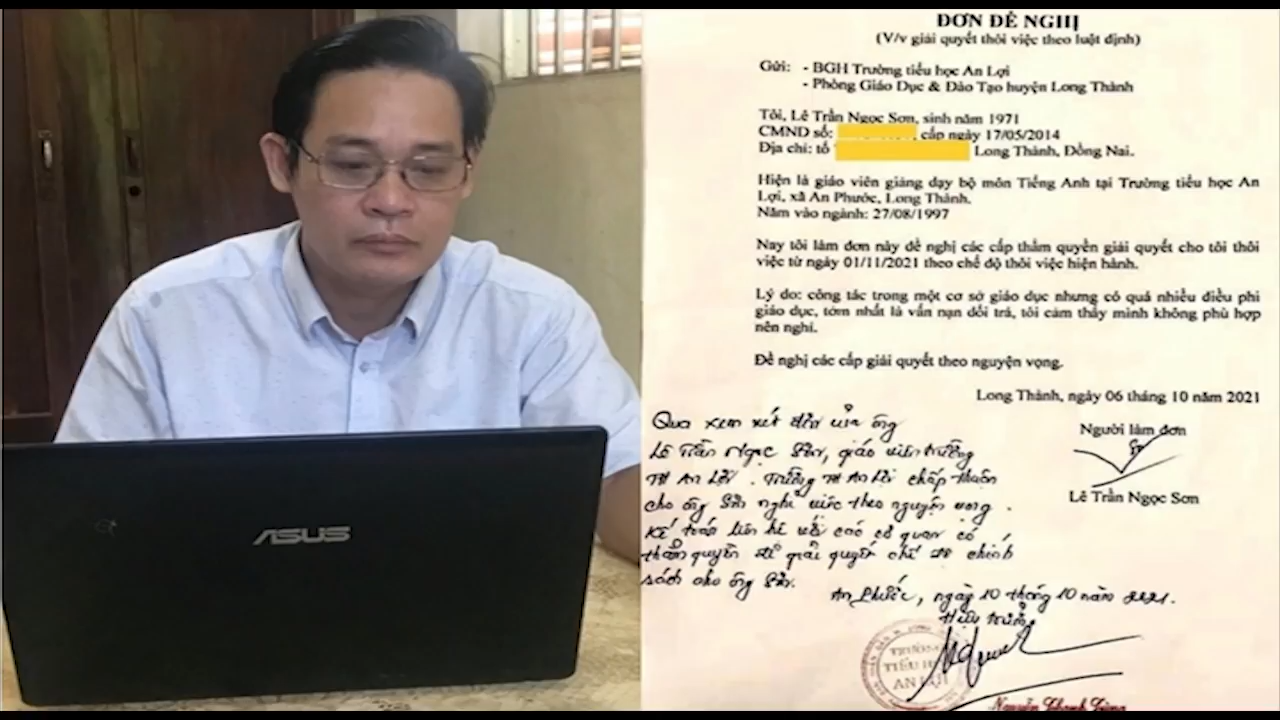 ASUS
ĐƠN ĐỀ NGHỊ
(V/v giải quyết thôi việc theo luật định)
Gửi: - BGH Trường tiểu học An Lợi
- Phòng Giáo Dục & Đào Tạo huyện Long Thành
Tôi, Lê Trần Ngọc Sơn, sinh năm 1971
CMND số: , cấp ngày 17/05/2014
Địa chỉ: tổ Long Thành, Đồng Nai.
Hiện là giáo viên giảng dạy bộ môn Tiếng Anh tại Trường tiểu học An
Lợi, xã An Phước, Long Thành.
Năm vào ngành: 27/08/1997
Nay tôi làm đơn này đề nghị các cấp thẩm quyền giải quyết cho tôi thôi
việc từ ngày 01/11/2021 theo chế độ thôi việc hiện hành.
Lý do: công tác trong một cơ sở giáo dục nhưng có quá nhiều điều phi
giáo dục, tởm nhất là vấn nạn dối trá, tôi cảm thấy mình không phù hợp
nên nghỉ.
Đề nghị các cấp giải quyết theo nguyện vọng.
Long Thành, ngày 06 tháng 10 năm 2021
Người làm đơn
Lê Trần Ngọc Sơn
Qua xem xét đơn của ông
Lê Trần Ngọc Sơn, giáo viên trường
TH An Lợi. Trường TH An Lợi chấp thuận
cho ông Sơn nghỉ việc theo nguyện vọng.
Kế toán liên hệ với các cơ quan có
thẩm quyền để giải quyết chế độ chính
sách cho ông Sơn.
An Phước, ngày 10 tháng 10 năm 2021.
Hiệu trưởng
TRƯỜNG
TIỂU HỌC
AN LỢI